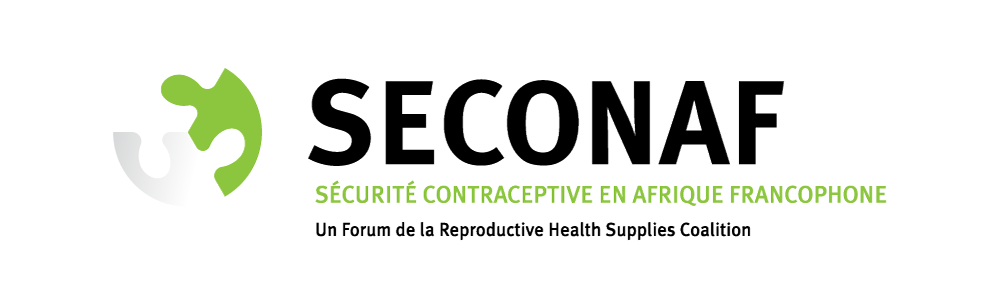 SECONAF
SÉCURITÉ CONTRACEPTIVE EN AFRIQUE FRANCOPHONE
Un Forum de la Reproductive Health Supplies Coalition